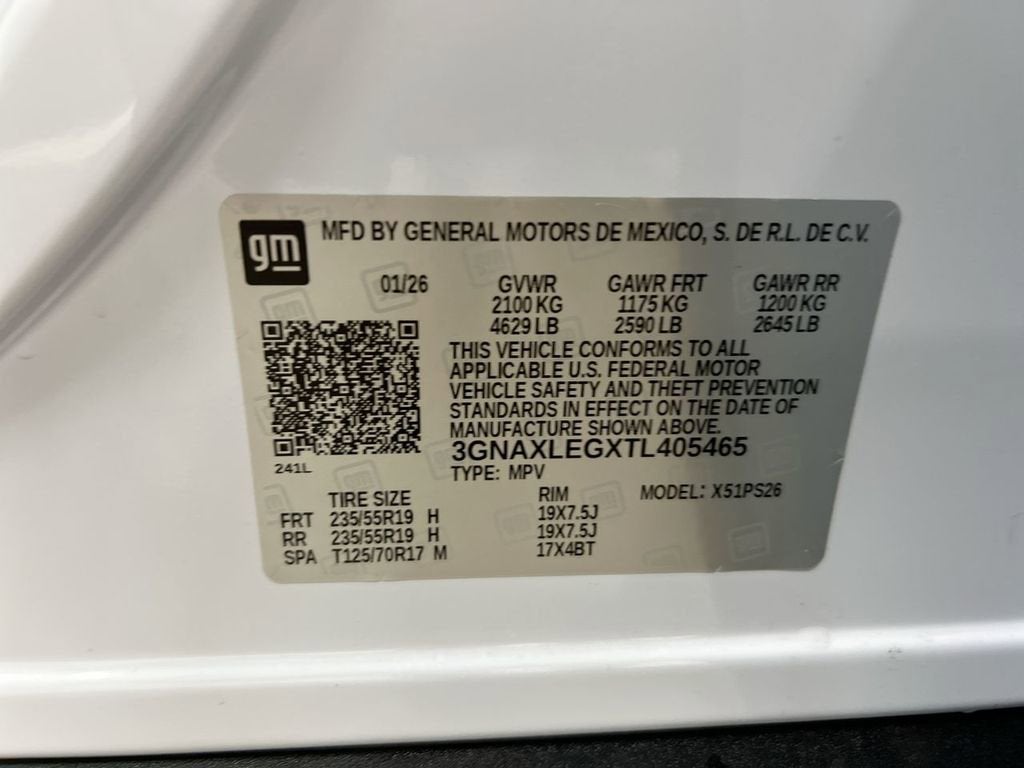 gm MFD BY GENERAL MOTORS DE MEXICO, S. DE R.L. DE C.V.
01/26 GVWR GAWR FRT GAWR RR
2100 KG 1175 KG 1200 KG
4629 LB 2590 LB 2645 LB
THIS VEHICLE CONFORMS TO ALL
APPLICABLE U.S. FEDERAL MOTOR
VEHICLE SAFETY AND THEFT PREVENTION
STANDARDS IN EFFECT ON THE DATE OF
MANUFACTURE SHOWN ABOVE.
3GNAXLEGXTL405465
241L
TYPE: MPV
TIRE SIZE RIM MODEL: X51PS26
FRT 235/55R19 H 19X7.5J
RR 235/55R19 H 19X7.5J
SPA T125/70R17 M 17X4BT